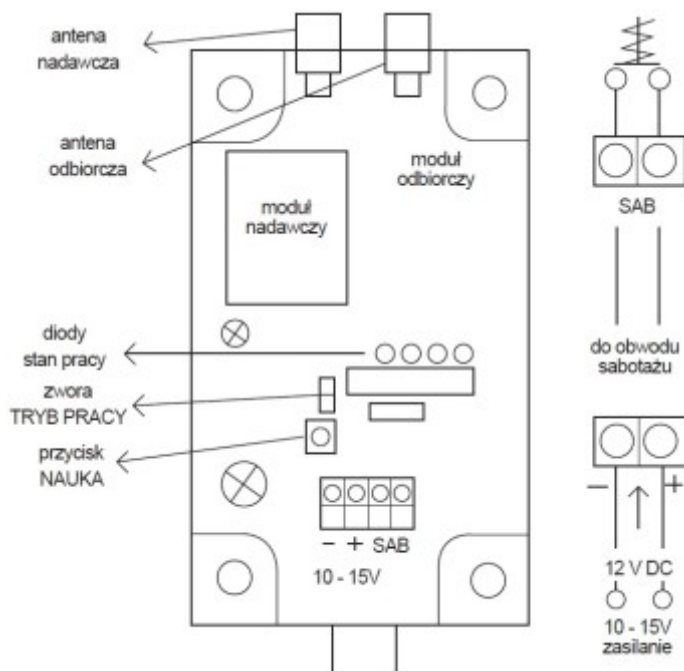 antena
nadawcza
antena
odbiorcza
moduł
nadawczy
moduł
odbiorczy
diody
stan pracy
zwora
TRYB PRACY
przycisk
NAUKA
- + SAB
10 - 15V
SAB
do obwodu
sabotażu
- +
12 V DC
10 - 15V
zasilanie